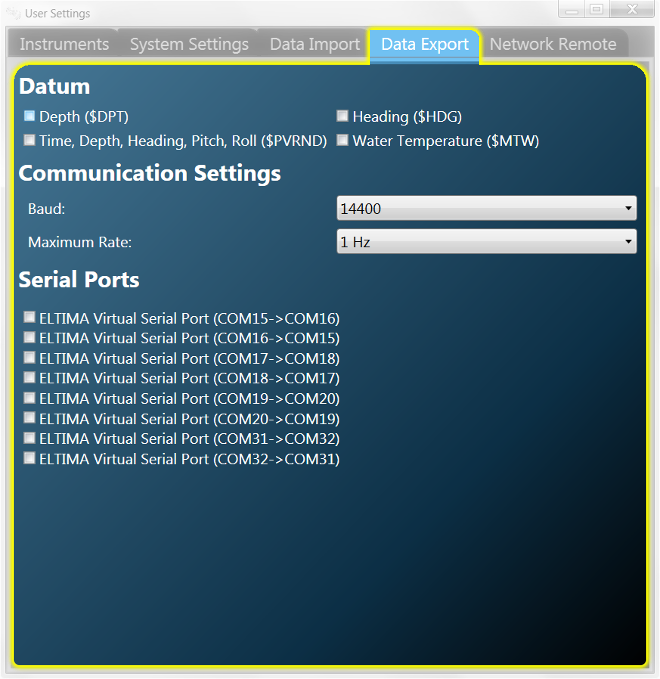 User Settings
Instruments System Settings Data Import Data Export Network Remote
Datum
Depth ($DPT) Heading ($HDG)
Time, Depth, Heading, Pitch, Roll ($PVRND) Water Temperature ($MTW)
Communication Settings
Baud: 14400
Maximum Rate: 1 Hz
Serial Ports
ELTIMA Virtual Serial Port (COM15->COM16)
ELTIMA Virtual Serial Port (COM16->COM15)
ELTIMA Virtual Serial Port (COM17->COM18)
ELTIMA Virtual Serial Port (COM18->COM17)
ELTIMA Virtual Serial Port (COM19->COM20)
ELTIMA Virtual Serial Port (COM20->COM19)
ELTIMA Virtual Serial Port (COM31->COM32)
ELTIMA Virtual Serial Port (COM32->COM31)